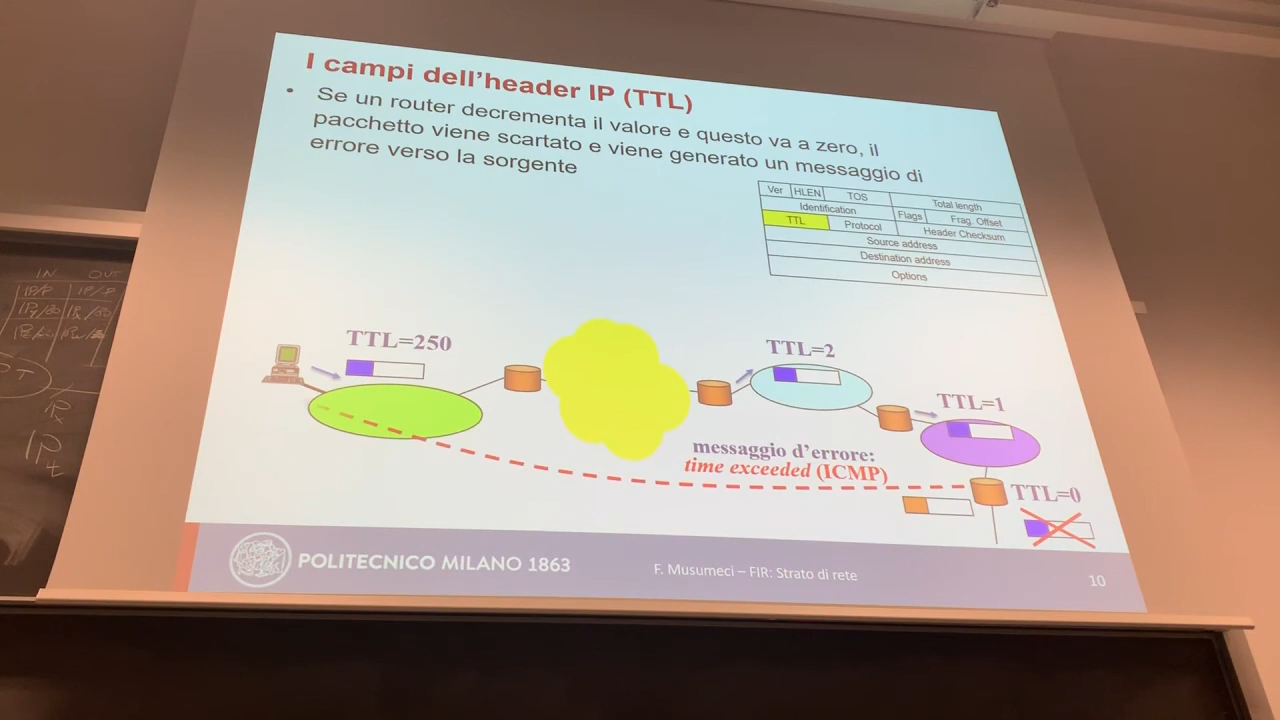 I campi dell'header IP (TTL)
• Se un router decrementa il valore e questo va a zero, il
pacchetto viene scartato e viene generato un messaggio di
errore verso la sorgente
Ver HLEN TOS Total length
Identification Flags Frag. Offset
TTL Protocol Header Checksum
Source address
Destination address
Options
TTL=250
TTL=2
TTL=1
messaggio d'errore:
time exceeded (ICMP)
TTL=0
POLITECNICO MILANO 1863
F. Musumeci – FIR: Strato di rete
10
IN OUT